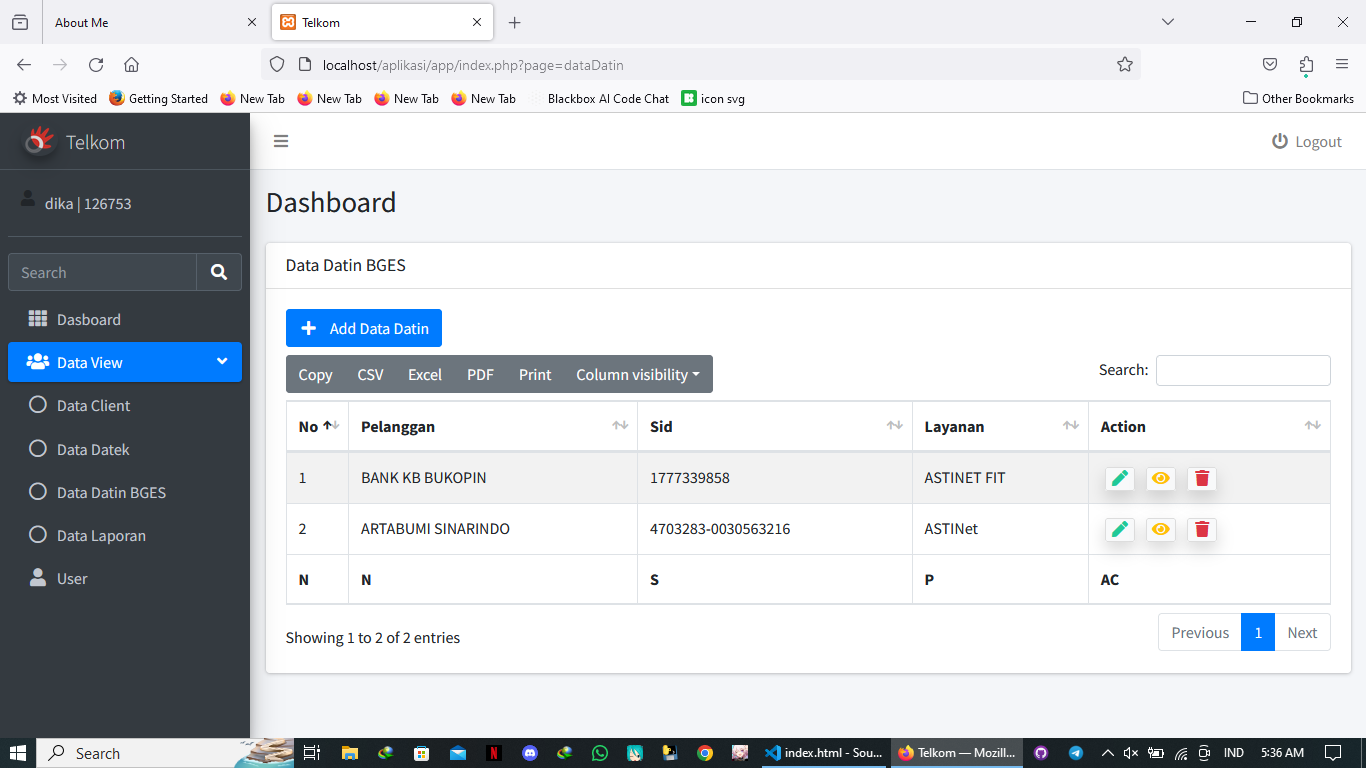 About Me
Telkom
localhost/aplikasi/app/index.php?page=dataDatin
Most Visited Getting Started New Tab New Tab New Tab New Tab Blackbox AI Code Chat icon svg Other Bookmarks
Telkom
Logout
dika | 126753
Search
Dasboard
Data View
Data Client
Data Datek
Data Datin BGES
Data Laporan
User
Dashboard
Data Datin BGES
Add Data Datin
Copy CSV Excel PDF Print Column visibility
Search:
No Pelanggan Sid Layanan Action
1 BANK KB BUKOPIN 1777339858 ASTINET FIT
2 ARTABUMI SINARINDO 4703283-0030563216 ASTINet
N N S P AC
Showing 1 to 2 of 2 entries
Previous 1 Next
Search
index.html - Sou...
Telkom — Mozill...
IND
5:36 AM